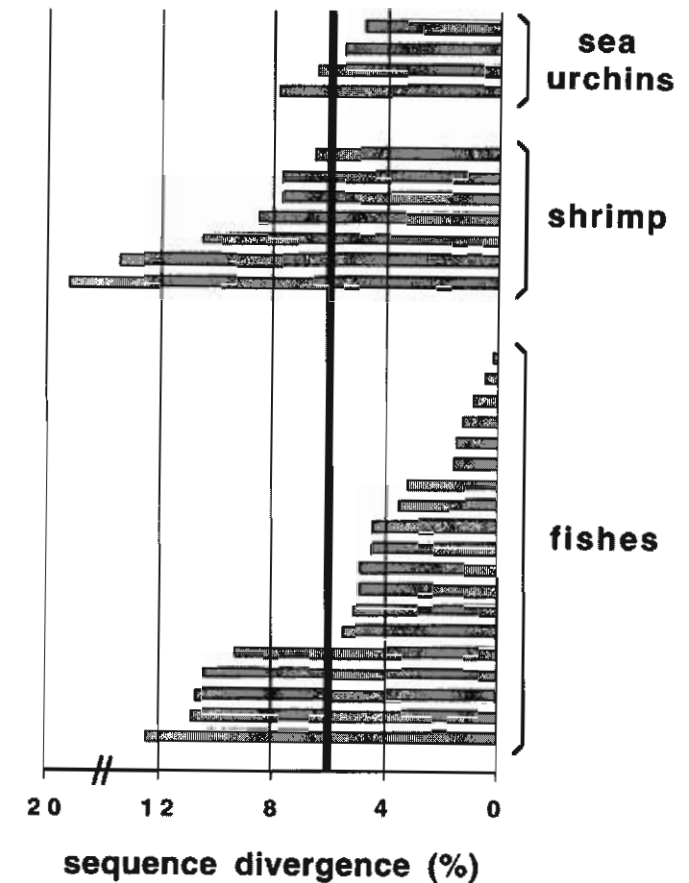 sea
urchins
shrimp
fishes
20 12 8 4 0
sequence divergence (%)